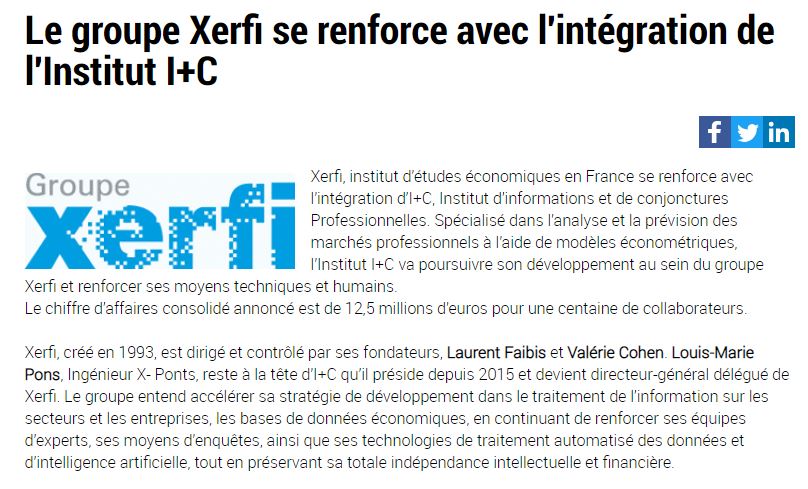 Le groupe Xerfi se renforce avec l'intégration de
l'Institut I+C
Groupe
xerfi
Xerfi, institut d'études économiques en France se renforce avec
l'intégration d'I+C, Institut d'informations et de conjonctures
Professionnelles. Spécialisé dans l'analyse et la prévision des
marchés professionnels à l'aide de modèles économétriques,
l'Institut I+C va poursuivre son développement au sein du groupe
Xerfi et renforcer ses moyens techniques et humains.
Le chiffre d'affaires consolidé annoncé est de 12,5 millions d'euros pour une centaine de collaborateurs.
Xerfi, créé en 1993, est dirigé et contrôlé par ses fondateurs, Laurent Faibis et Valérie Cohen. Louis-Marie
Pons, Ingénieur X- Ponts, reste à la tête d'I+C qu'il préside depuis 2015 et devient directeur-général délégué de
Xerfi. Le groupe entend accélérer sa stratégie de développement dans le traitement de l'information sur les
secteurs et les entreprises, les bases de données économiques, en continuant de renforcer ses équipes
d'experts, ses moyens d'enquêtes, ainsi que ses technologies de traitement automatisé des données et
d'intelligence artificielle, tout en préservant sa totale indépendance intellectuelle et financière.